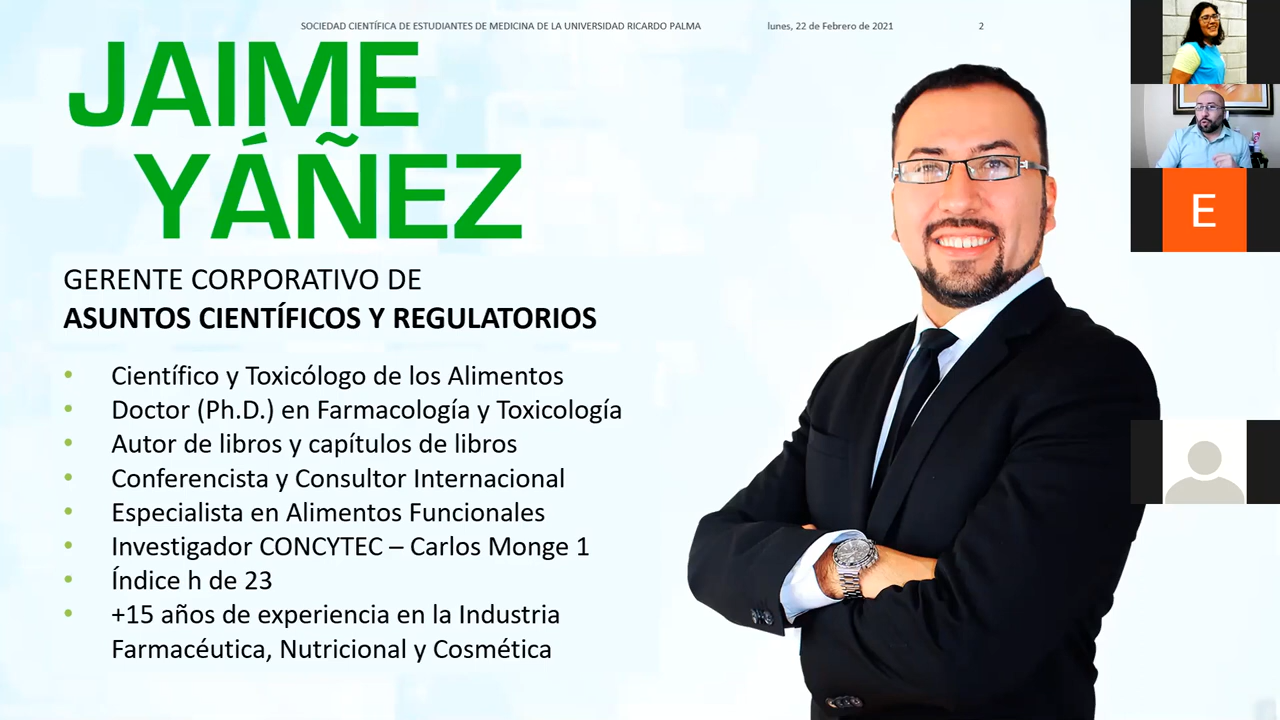 SOCIEDAD CIENTÍFICA DE ESTUDIANTES DE MEDICINA DE LA UNIVERSIDAD RICARDO PALMA lunes, 22 de Febrero de 2021 2
JAIME
YÁÑEZ
GERENTE CORPORATIVO DE
ASUNTOS CIENTÍFICOS Y REGULATORIOS
• Científico y Toxicólogo de los Alimentos
• Doctor (Ph.D.) en Farmacología y Toxicología
• Autor de libros y capítulos de libros
• Conferencista y Consultor Internacional
• Especialista en Alimentos Funcionales
• Investigador CONCYTEC – Carlos Monge 1
• Índice h de 23
• +15 años de experiencia en la Industria
Farmacéutica, Nutricional y Cosmética
E